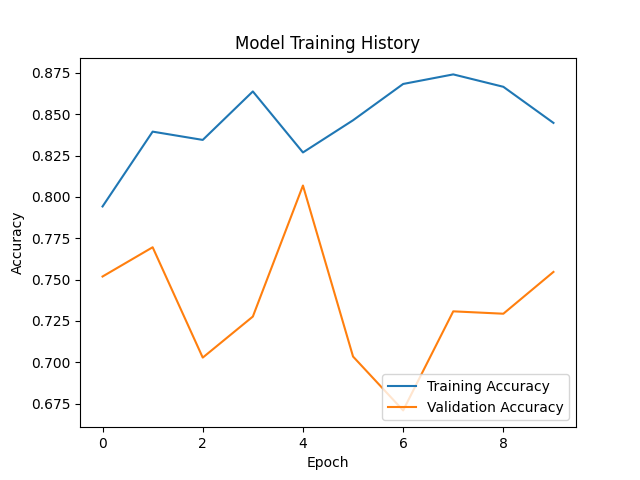 Model Training History
0.875
0.850
0.825
0.800
0.775
0.750
0.725
0.700
0.675
Accuracy
Training Accuracy
Validation Accuracy
0 2 4 6 8
Epoch